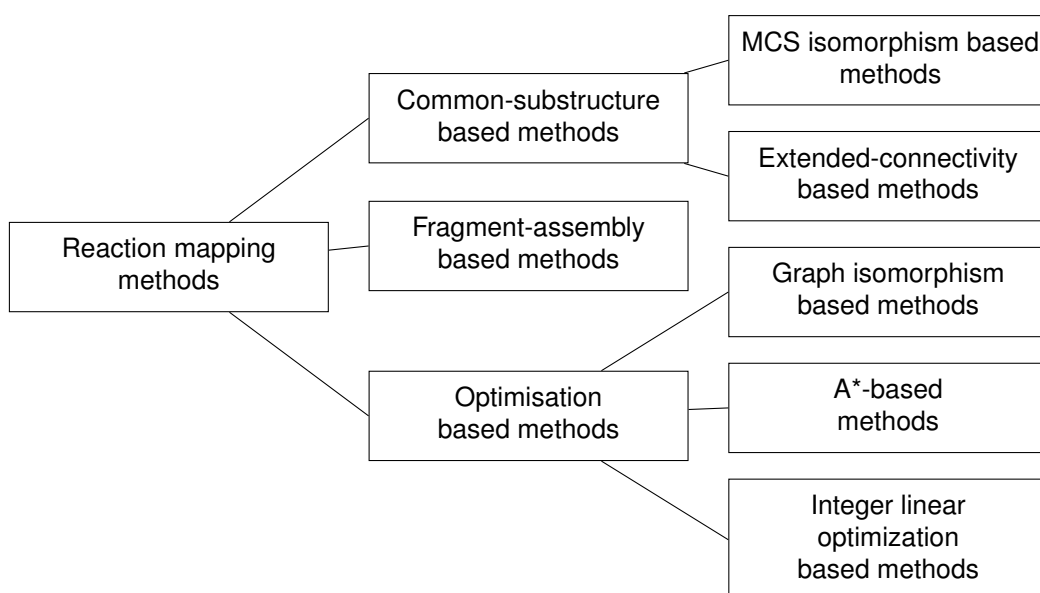 Reaction mapping
methods
Common-substructure
based methods
Fragment-assembly
based methods
Optimisation
based methods
MCS isomorphism based
methods
Extended-connectivity
based methods
Graph isomorphism
based methods
A*-based
methods
Integer linear
optimization
based methods